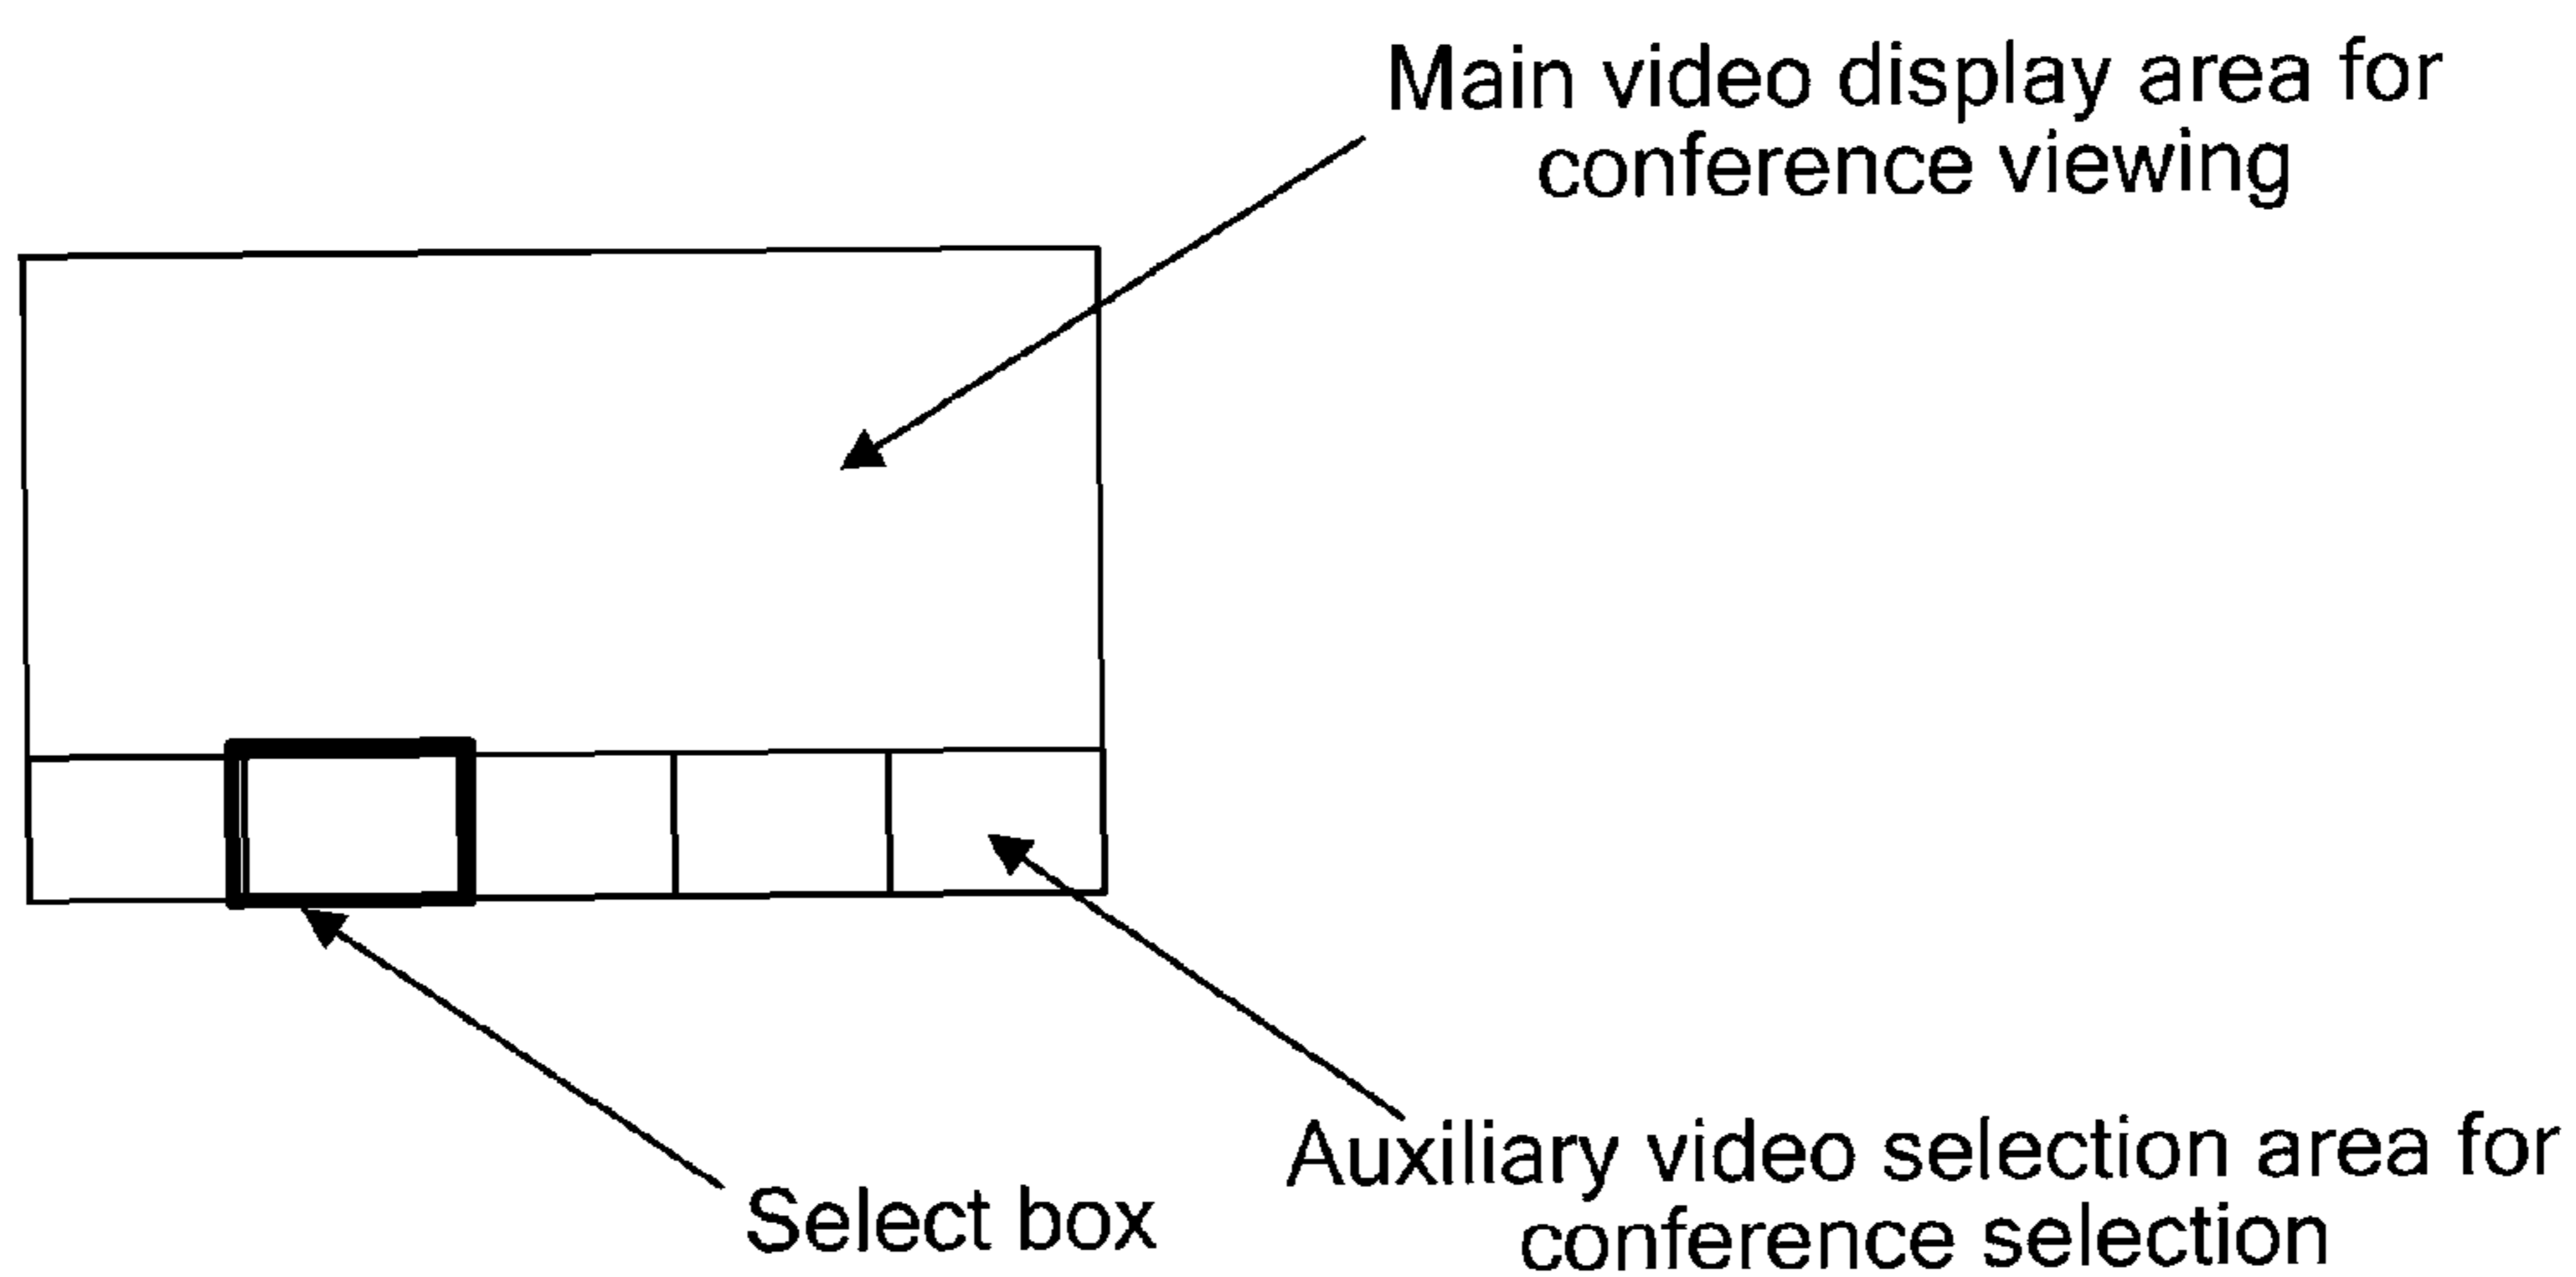 Main video display area for
conference viewing
Select box
Auxiliary video selection area for
conference selection